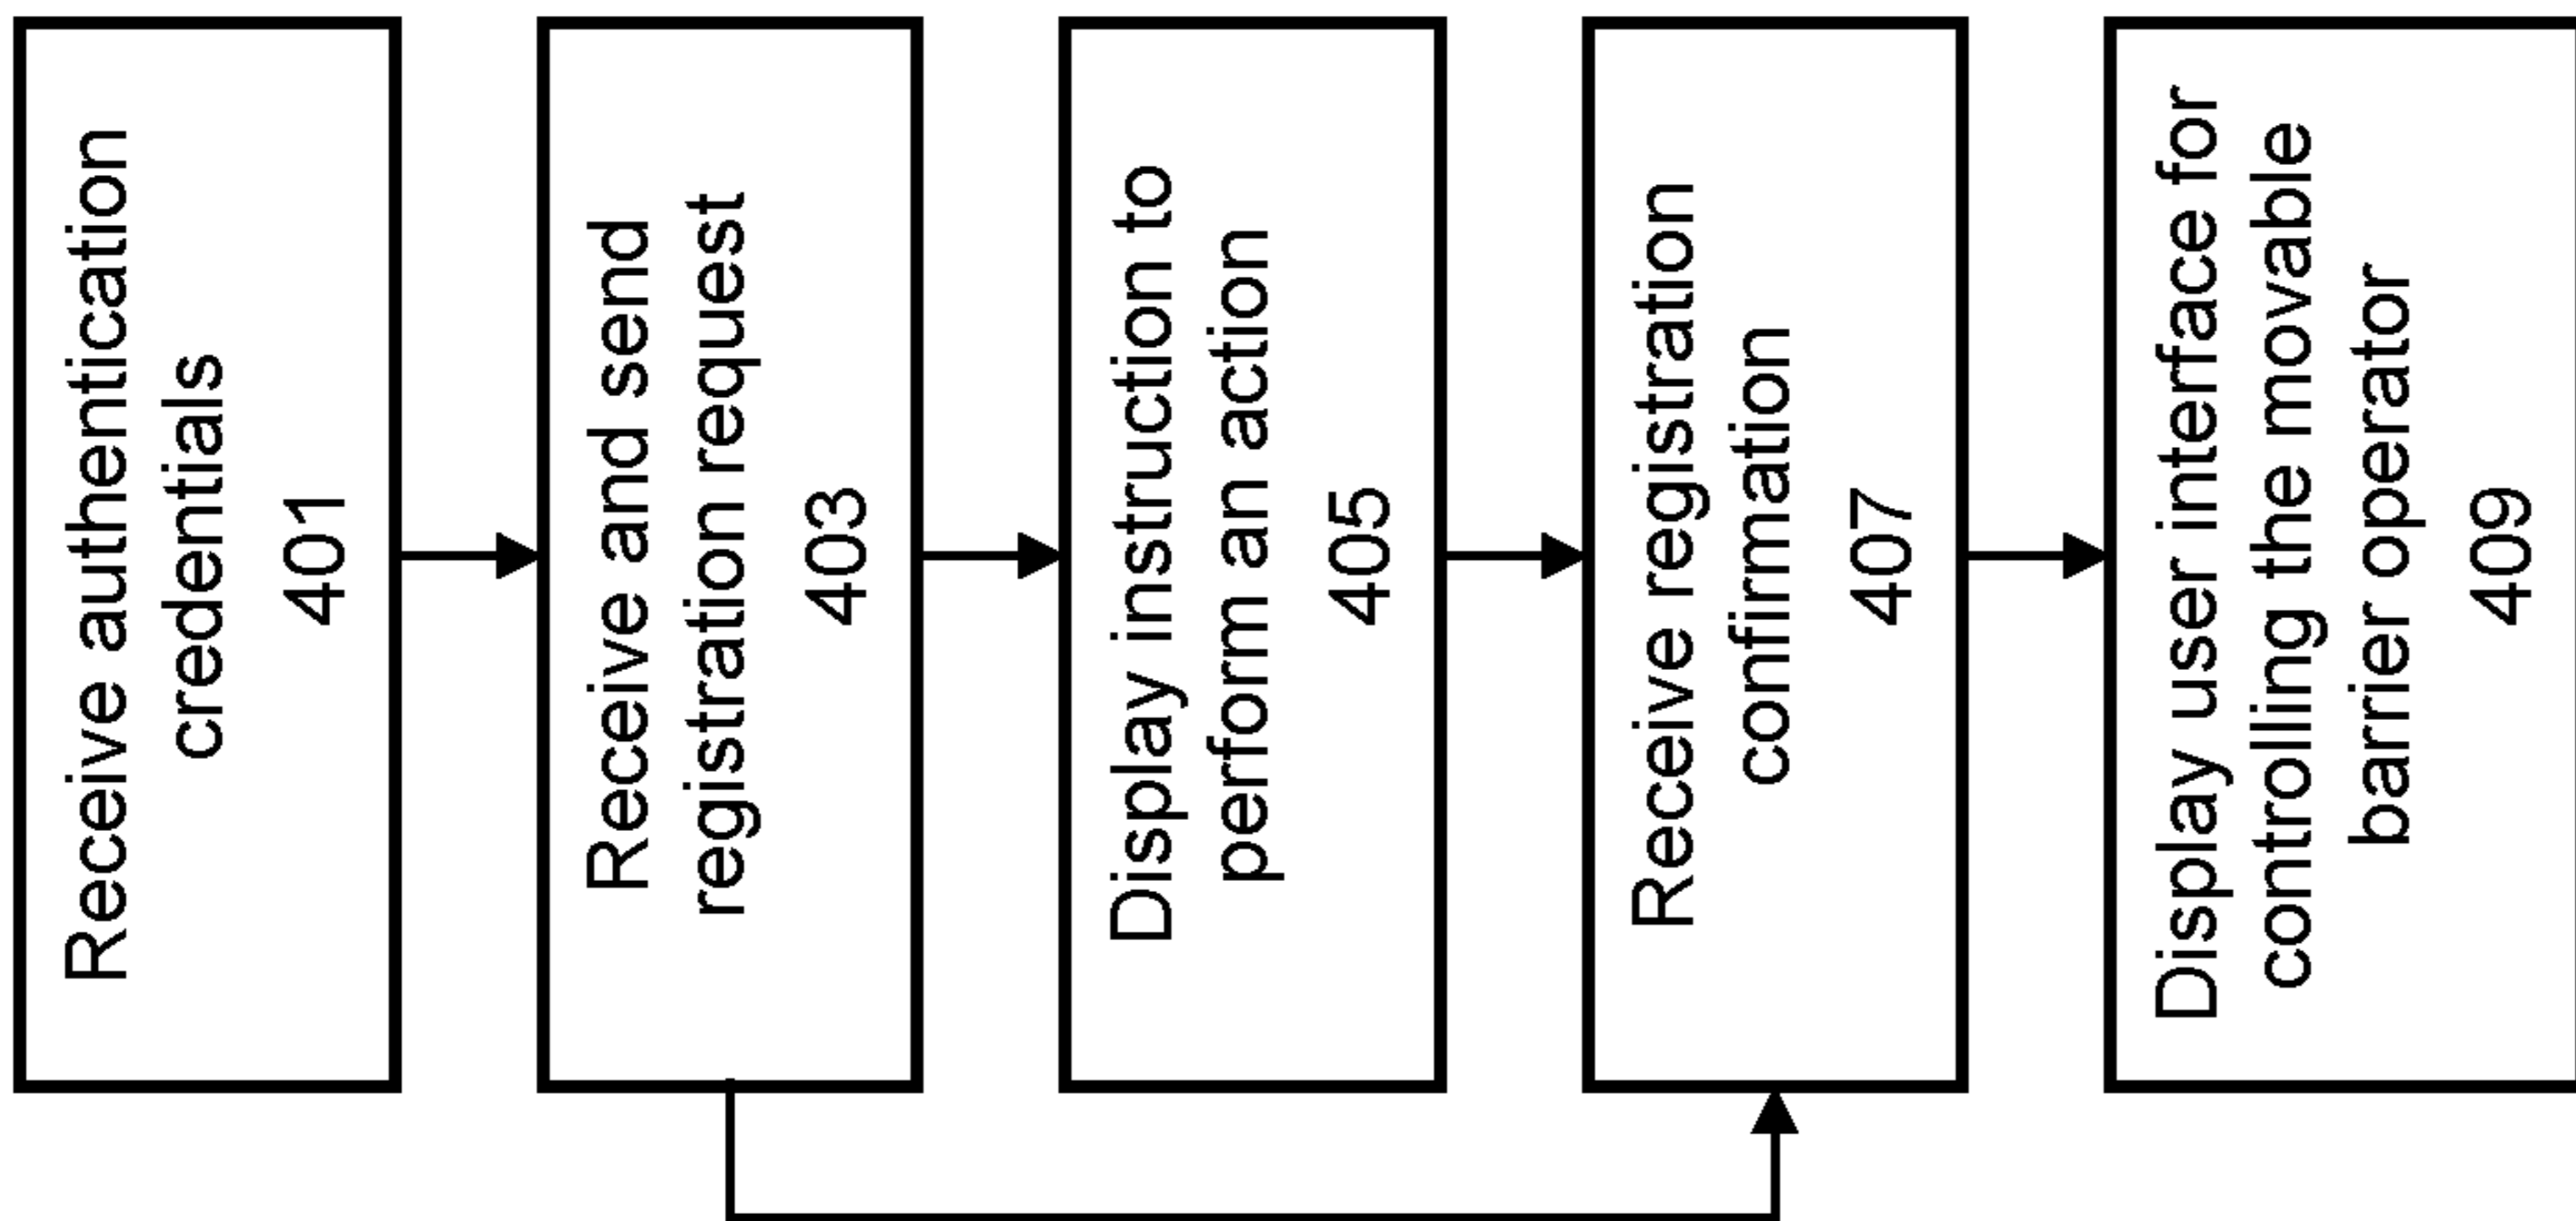 Receive authentication
credentials
401
Receive and send
registration request
403
Display instruction to
perform an action
405
Receive registration
confirmation
407
Display user interface for
controlling the movable
barrier operator
409